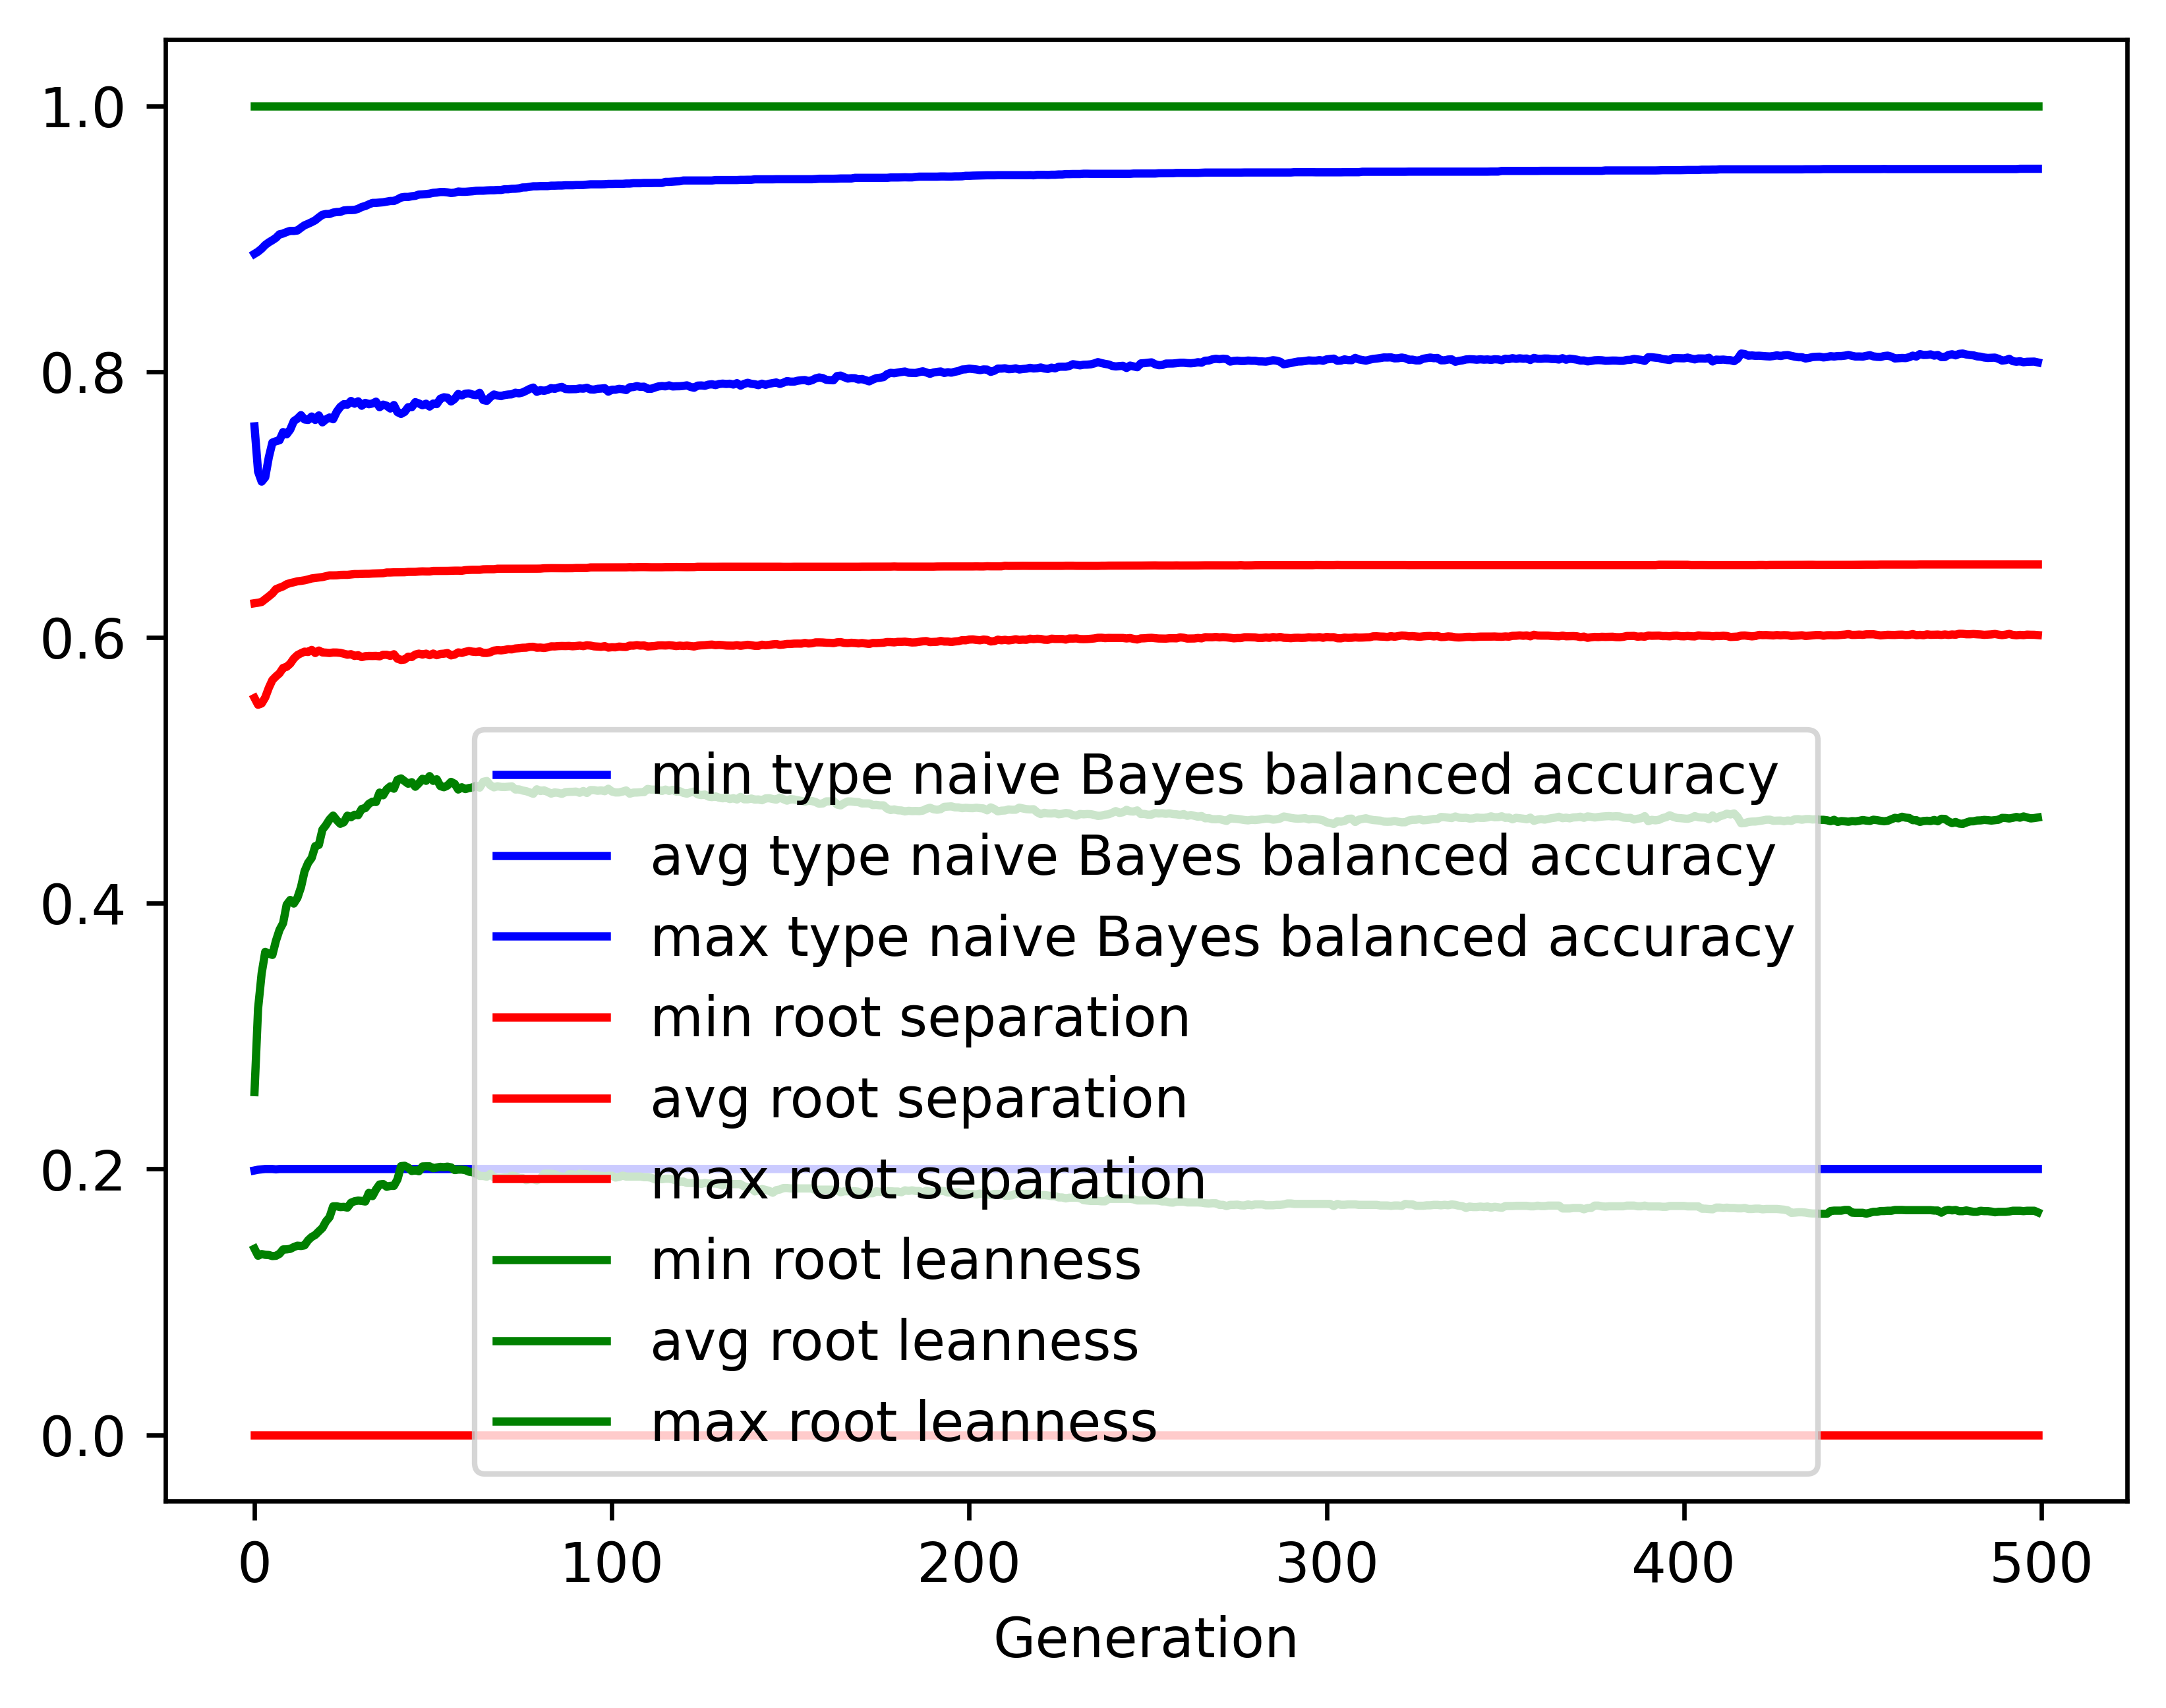 1.0
0.8
0.6
0.4
0.2
0.0
min type naive Bayes balanced accuracy
avg type naive Bayes balanced accuracy
max type naive Bayes balanced accuracy
min root separation
avg root separation
max root separation
min root leanness
avg root leanness
max root leanness
0 100 200 300 400 500
Generation